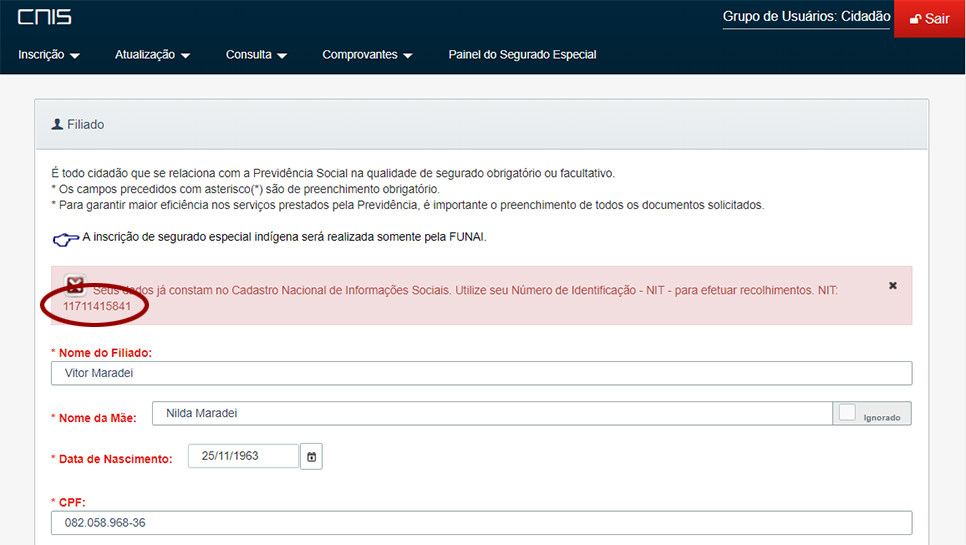 CNIS
Grupo de Usuários: Cidadão
Sair
Inscrição Atualização Consulta Comprovantes Painel do Segurado Especial
Filiado
É todo cidadão que se relaciona com a Previdência Social na qualidade de segurado obrigatório ou facultativo.
* Os campos precedidos com asterisco(*) são de preenchimento obrigatório.
* Para garantir maior eficiência nos serviços prestados pela Previdência, é importante o preenchimento de todos os documentos solicitados.
A inscrição de segurado especial indígena será realizada somente pela FUNAI.
Seus dados já constam no Cadastro Nacional de Informações Sociais. Utilize seu Número de Identificação - NIT - para efetuar recolhimentos. NIT:
11711415841
* Nome do Filiado:
Vitor Maradei
* Nome da Mãe: Nilda Maradei Ignorado
* Data de Nascimento: 25/11/1963
* CPF:
082.058.968-36